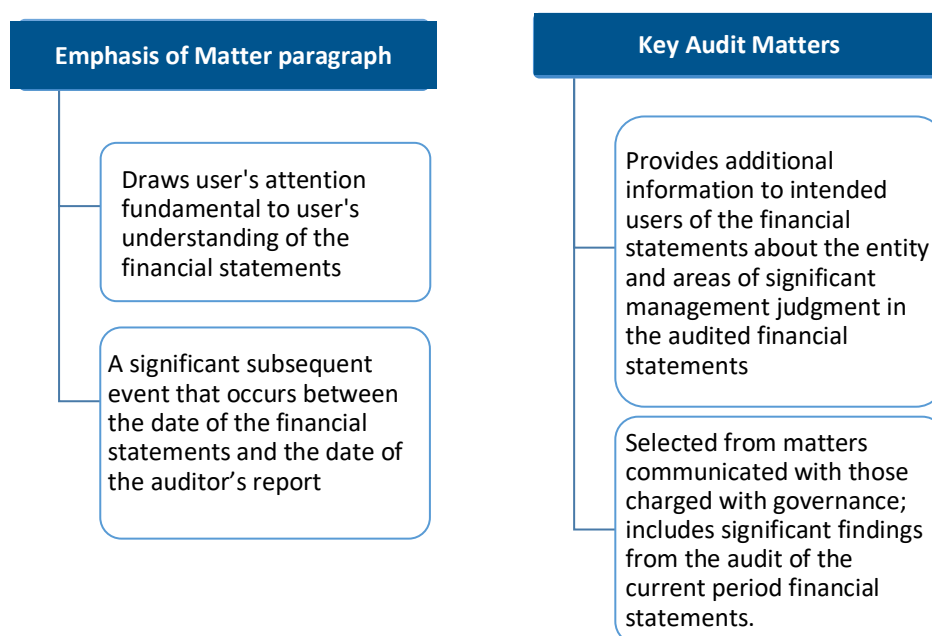 Emphasis of Matter paragraph
Draws user's attention
fundamental to user's
understanding of the
financial statements
A significant subsequent
event that occurs between
the date of the financial
statements and the date of
the auditor’s report
Key Audit Matters
Provides additional
information to intended
users of the financial
statements about the entity
and areas of significant
management judgment in
the audited financial
statements
Selected from matters
communicated with those
charged with governance;
includes significant findings
from the audit of the
current period financial
statements.